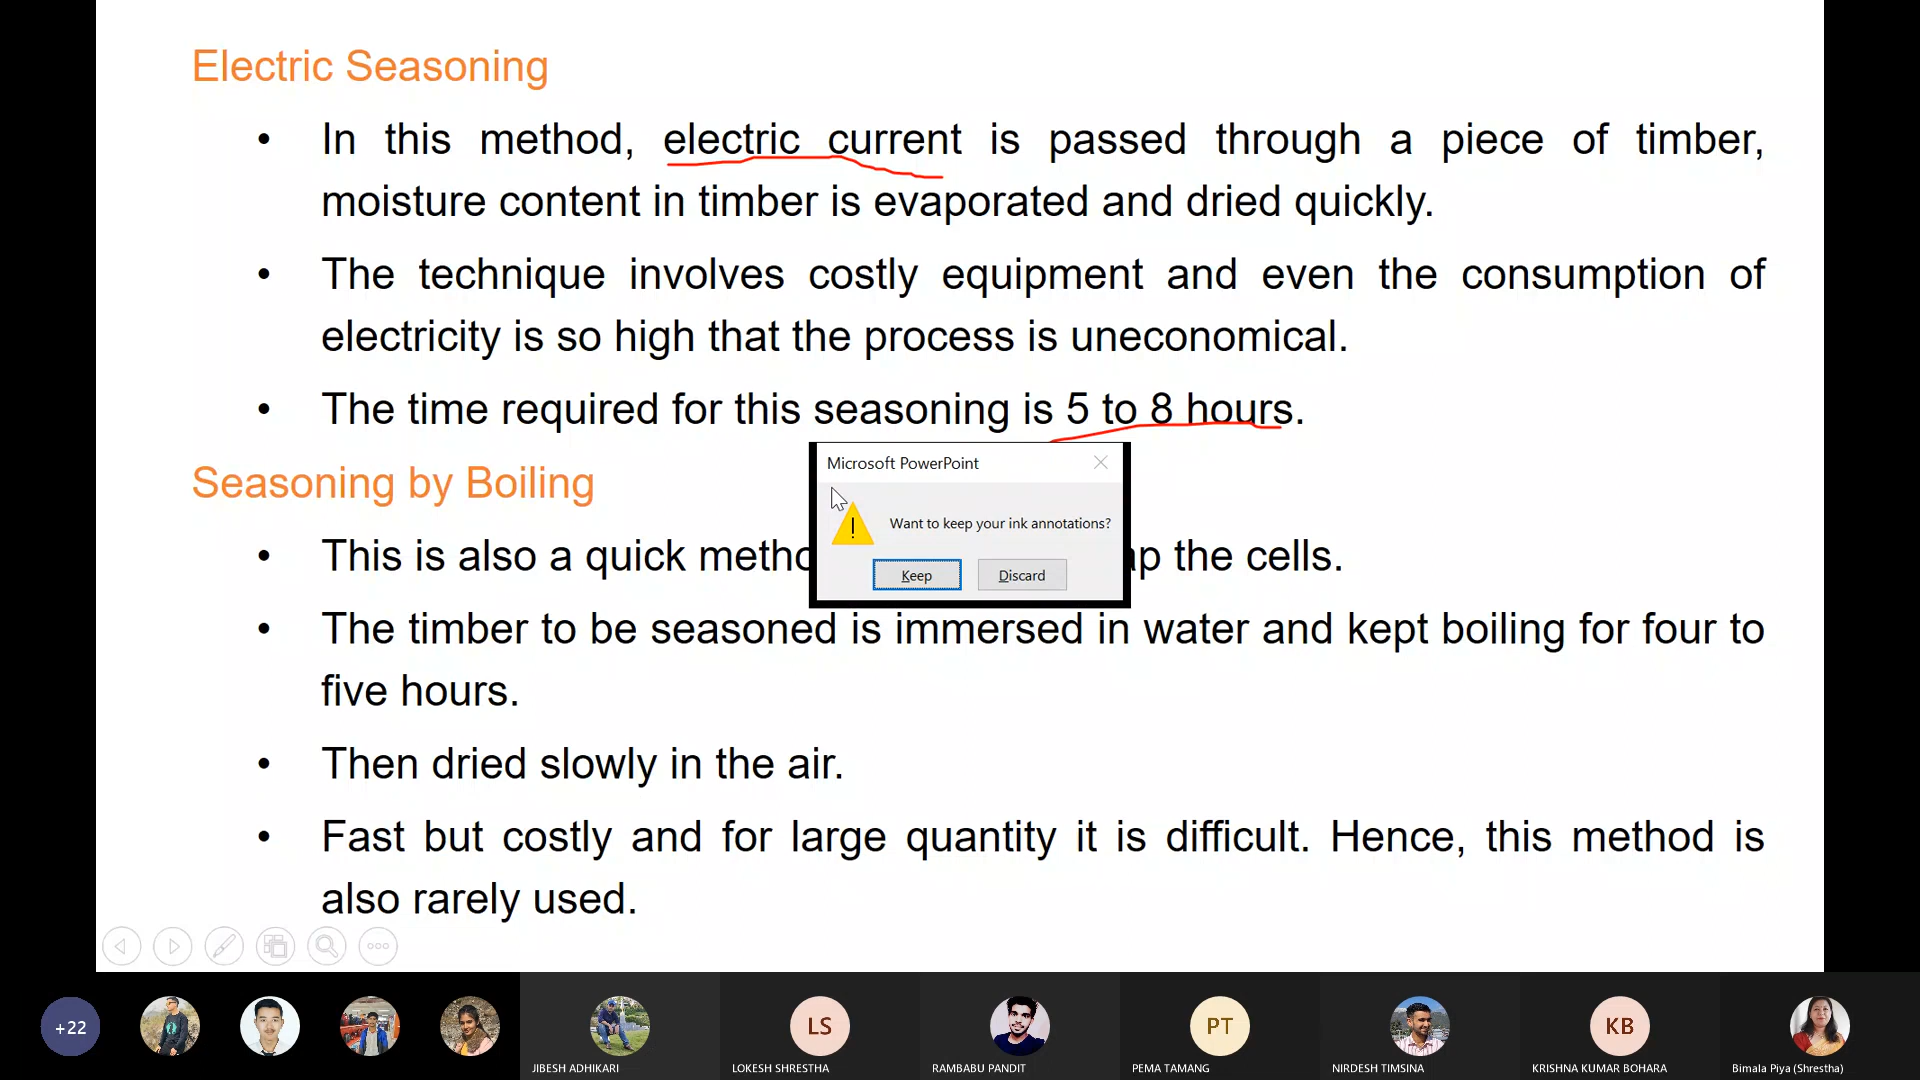 Electric Seasoning
• In this method, electric current is passed through a piece of timber,
moisture content in timber is evaporated and dried quickly.
• The technique involves costly equipment and even the consumption of
electricity is so high that the process is uneconomical.
• The time required for this seasoning is 5 to 8 hours.
Microsoft PowerPoint
Seasoning by Boiling
Want to keep your ink annotations?
• This is also a quick the cells.
Keep Discard
• The timber to be seasoned is immersed in water and kept boiling for four to
five hours.
• Then dried slowly in the air.
• Fast but costly and for large quantity it is difficult. Hence, this method is
also rarely used.
+22
LS
PT
KB
JIBESH ADHIKARI
LOKESH SHRESTHA
RAMBABU PANDIT
PEMA TAMANG
NIRDESH TIMSINA
KRISHNA KUMAR BOHARA
Bimala Piya (Shrestha)